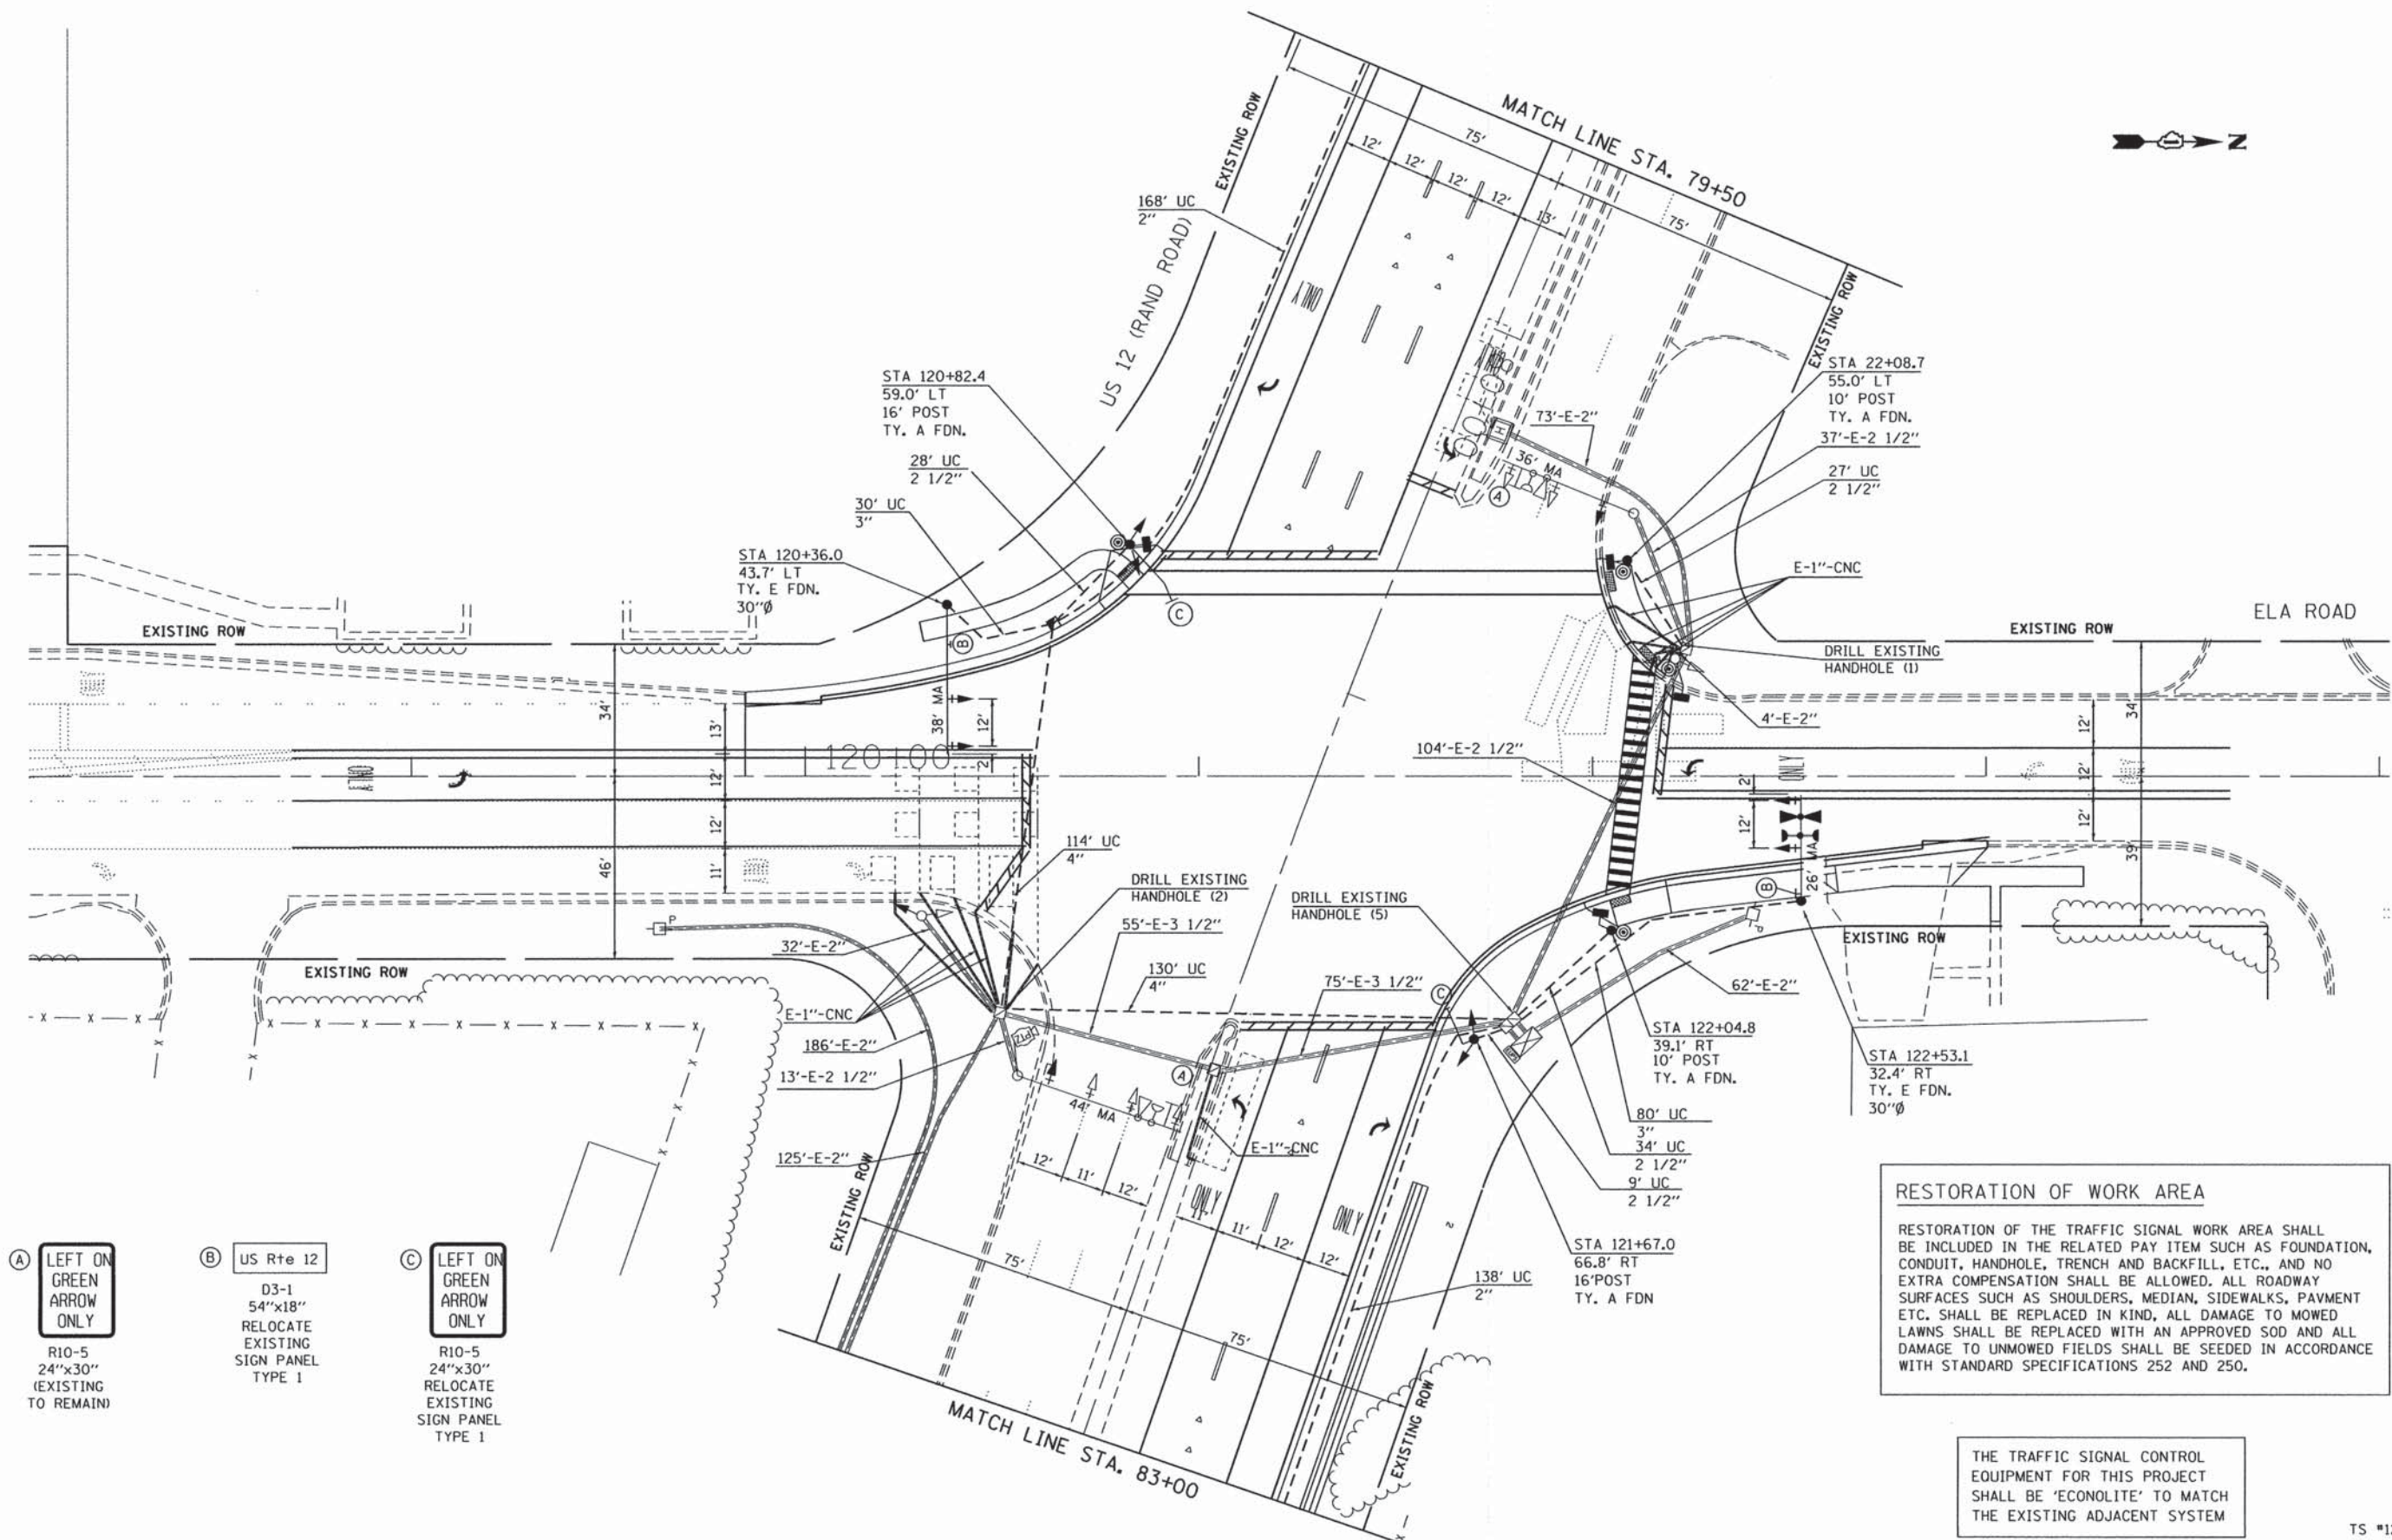 MATCH LINE STA. 79+50
N
EXISTING ROW
75'
12'
12'
12'
12'
13'
75'
168' UC
2"
US 12 (RAND ROAD)
ONLY
EXISTING ROW
STA 120+82.4
59.0' LT
16' POST
TY. A FDN.
28' UC
2 1/2"
30' UC
3"
STA 120+36.0
43.7' LT
TY. E FDN.
30"Ø
73'-E-2"
H
36' MA
A
STA 22+08.7
55.0' LT
10' POST
TY. A FDN.
37'-E-2 1/2"
27' UC
2 1/2"
E-1"-CNC
ELA ROAD
EXISTING ROW
EXISTING ROW
DRILL EXISTING
HANDHOLE (1)
4'-E-2"
C
B
34'
13'
38' MA
12'
2'
120+00
104'-E-2 1/2"
12'
34'
ONLY
12'
ONLY
2'
12'
12'
12'
12'
11'
46'
39'
26' MA
B
114' UC
4"
DRILL EXISTING
HANDHOLE (2)
DRILL EXISTING
HANDHOLE (5)
55'-E-3 1/2"
P
32'-E-2"
EXISTING ROW
EXISTING ROW
130' UC
4"
75'-E-3 1/2"
C
62'-E-2"
E-1"-CNC
186'-E-2"
PTZ
13'-E-2 1/2"
STA 122+04.8
39.1' RT
10' POST
TY. A FDN.
STA 122+53.1
32.4' RT
TY. E FDN.
30"Ø
A
44' MA
80' UC
3"
34' UC
2 1/2"
9' UC
2 1/2"
E-1"-CNC
125'-E-2"
12'
11'
12'
ONLY
ONLY
11'
11'
12'
12'
EXISTING ROW
75'
STA 121+67.0
66.8' RT
16'POST
TY. A FDN
138' UC
2"
75'
EXISTING ROW
MATCH LINE STA. 83+00
A
LEFT ON
GREEN
ARROW
ONLY
R10-5
24"x30"
(EXISTING
TO REMAIN)
B
US Rte 12
D3-1
54"x18"
RELOCATE
EXISTING
SIGN PANEL
TYPE 1
C
LEFT ON
GREEN
ARROW
ONLY
R10-5
24"x30"
RELOCATE
EXISTING
SIGN PANEL
TYPE 1
RESTORATION OF WORK AREA
RESTORATION OF THE TRAFFIC SIGNAL WORK AREA SHALL
BE INCLUDED IN THE RELATED PAY ITEM SUCH AS FOUNDATION,
CONDUIT, HANDHOLE, TRENCH AND BACKFILL, ETC., AND NO
EXTRA COMPENSATION SHALL BE ALLOWED. ALL ROADWAY
SURFACES SUCH AS SHOULDERS, MEDIAN, SIDEWALKS, PAVMENT
ETC. SHALL BE REPLACED IN KIND. ALL DAMAGE TO MOWED
LAWNS SHALL BE REPLACED WITH AN APPROVED SOD AND ALL
DAMAGE TO UNMOWED FIELDS SHALL BE SEEDED IN ACCORDANCE
WITH STANDARD SPECIFICATIONS 252 AND 250.
THE TRAFFIC SIGNAL CONTROL
EQUIPMENT FOR THIS PROJECT
SHALL BE 'ECONOLITE' TO MATCH
THE EXISTING ADJACENT SYSTEM
TS